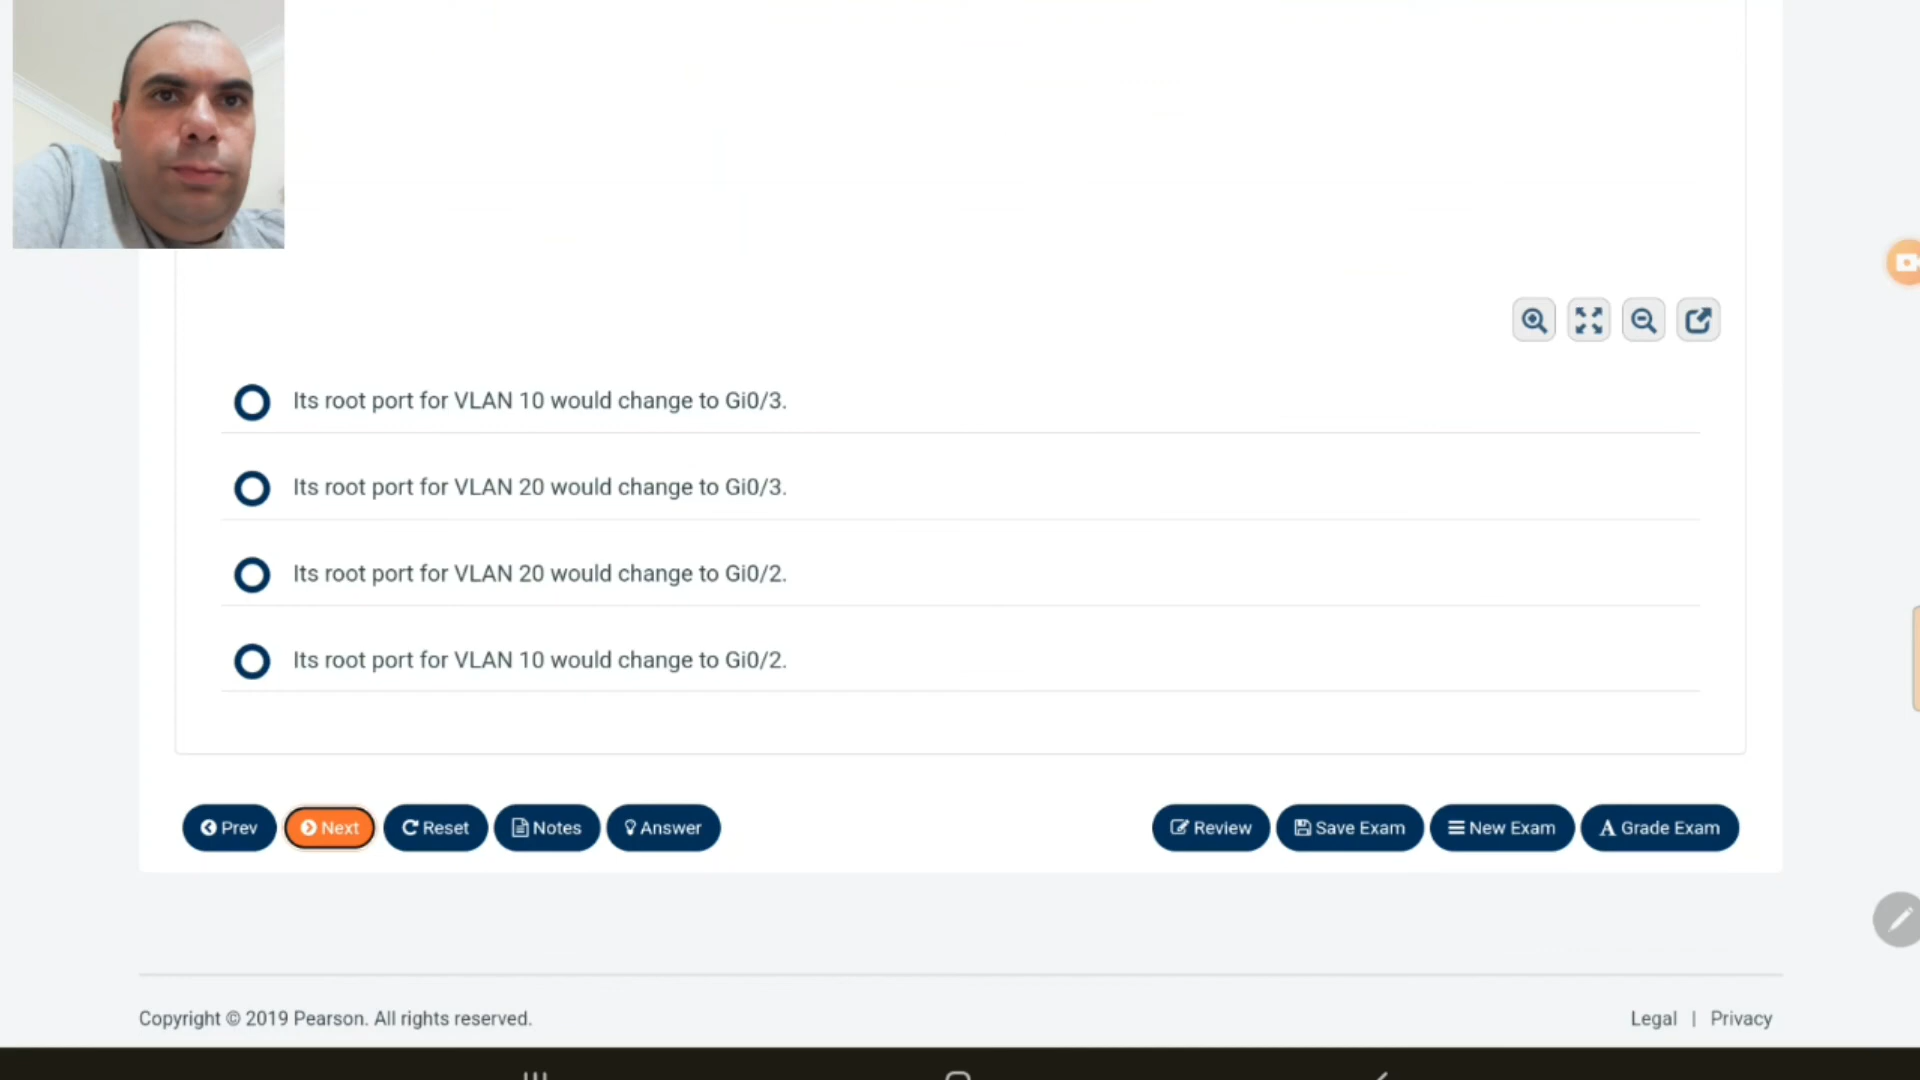 Its root port for VLAN 10 would change to Gi0/3.
Its root port for VLAN 20 would change to Gi0/3.
Its root port for VLAN 20 would change to Gi0/2.
Its root port for VLAN 10 would change to Gi0/2.
Prev Next Reset Notes Answer Review Save Exam New Exam Grade Exam
Copyright © 2019 Pearson. All rights reserved. Legal | Privacy